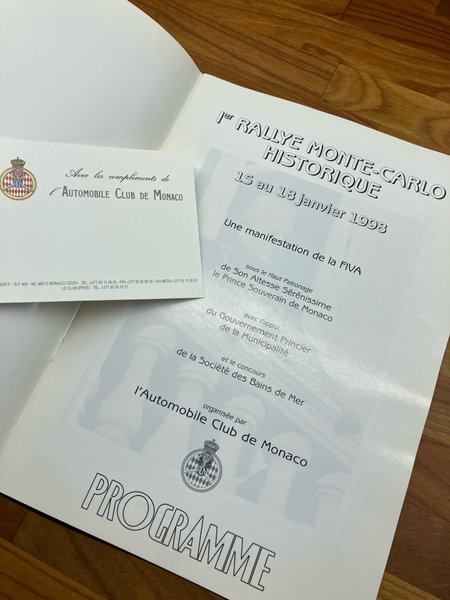 Avec les compliments de
l'Automobile Club de Monaco
1er RALLYE MONTE-CARLO
HISTORIQUE
15 au 18 janvier 1998
Une manifestation de la FIVA
sous le Haut Patronage
de Son Altesse Sérénissime
le Prince Souverain de Monaco
avec l'appui
du Gouvernement Princier
de la Municipalité
et le concours
de la Société des Bains de Mer
organisée par
l'Automobile Club de Monaco
PROGRAMME